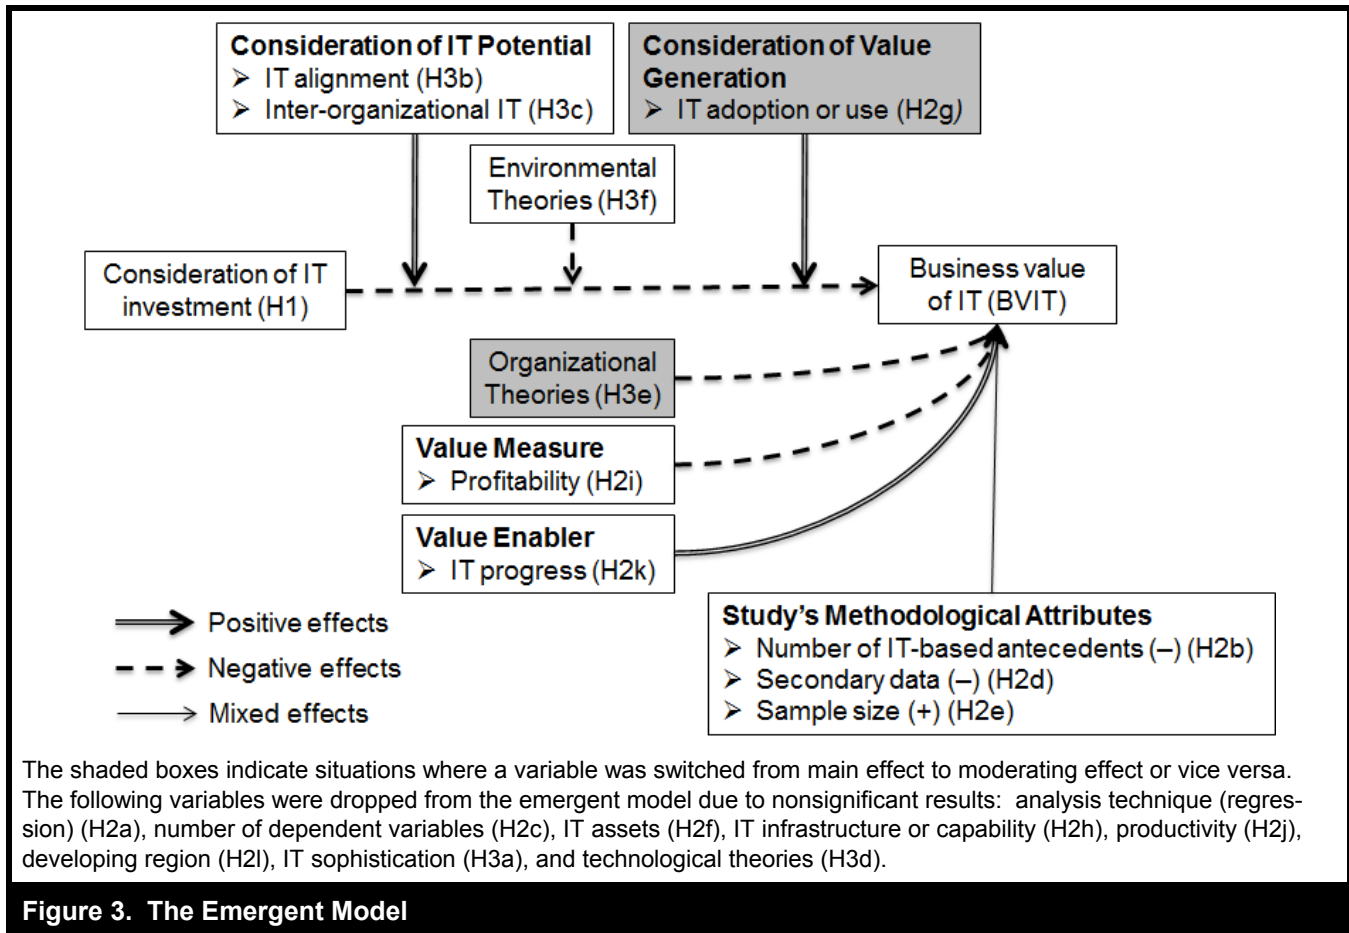 Consideration of IT Potential
➢ IT alignment (H3b)
➢ Inter-organizational IT (H3c)
Consideration of Value
Generation
➢ IT adoption or use (H2g)
Environmental
Theories (H3f)
Consideration of IT
investment (H1)
Business value
of IT (BVIT)
Organizational
Theories (H3e)
Value Measure
➢ Profitability (H2i)
Value Enabler
➢ IT progress (H2k)
Positive effects
Negative effects
Mixed effects
Study's Methodological Attributes
➢ Number of IT-based antecedents (–) (H2b)
➢ Secondary data (–) (H2d)
➢ Sample size (+) (H2e)
The shaded boxes indicate situations where a variable was switched from main effect to moderating effect or vice versa.
The following variables were dropped from the emergent model due to nonsignificant results:  analysis technique (regres-
sion) (H2a), number of dependent variables (H2c), IT assets (H2f), IT infrastructure or capability (H2h), productivity (H2j),
developing region (H2l), IT sophistication (H3a), and technological theories (H3d).
Figure 3.  The Emergent Model